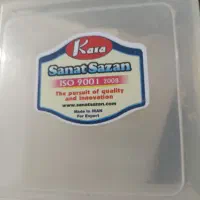 Kara
Sanat Sazan
ISO 9001 2008
The pursuit of quality
and innovation
www.sanatsazan.com
Made in IRAN
For Export